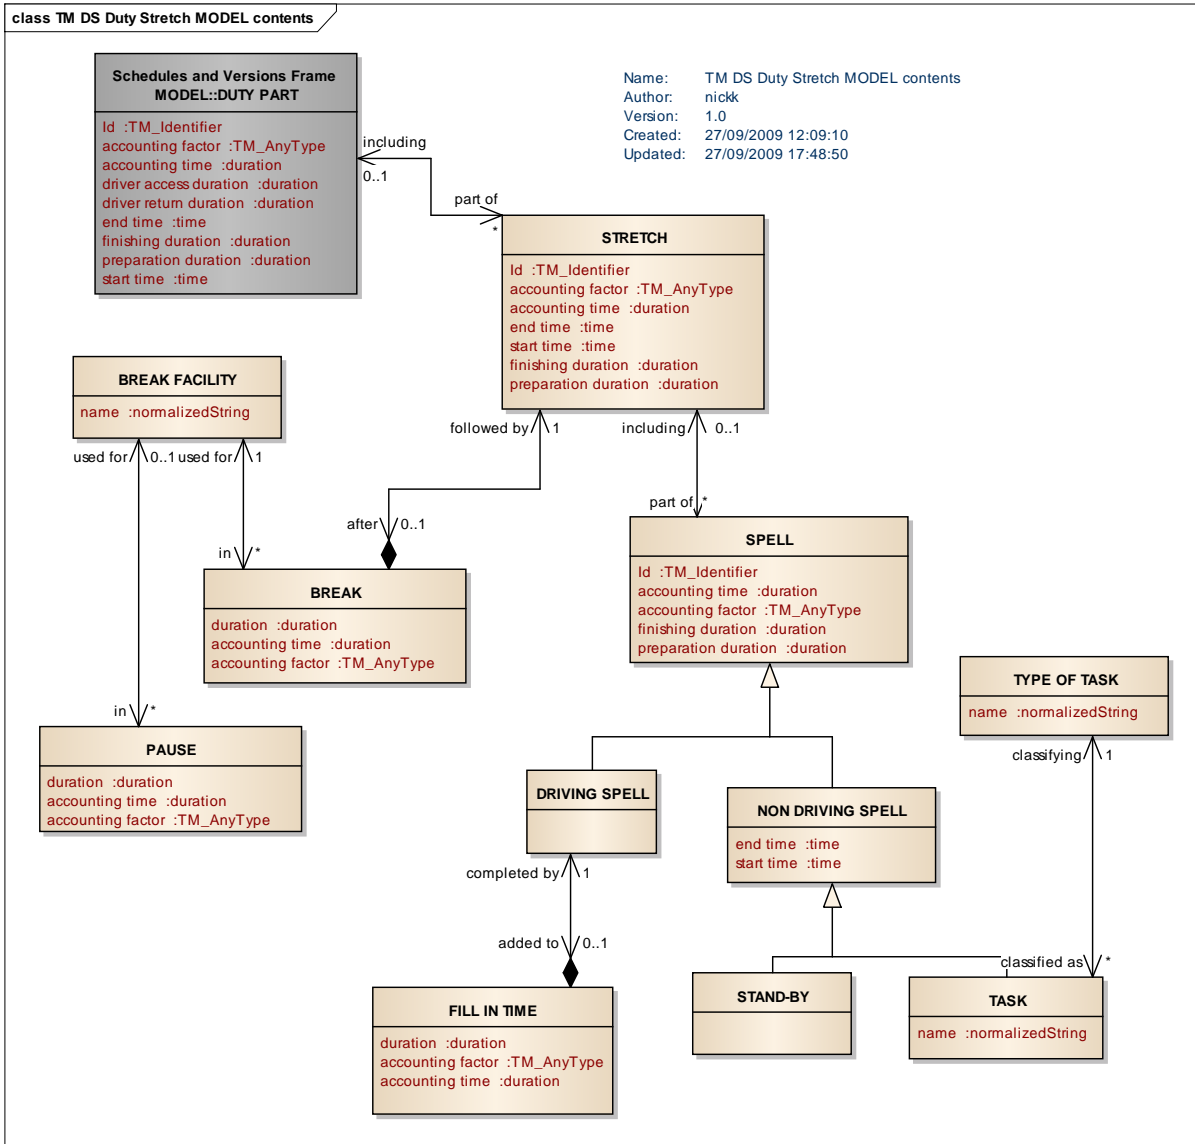 class TM DS Duty Stretch MODEL contents
Schedules and Versions Frame
MODEL::DUTY PART
Id :TM_Identifier
accounting factor :TM_AnyType
accounting time :duration
driver access duration :duration
driver return duration :duration
end time :time
finishing duration :duration
preparation duration :duration
start time :time
Name: TM DS Duty Stretch MODEL contents
Author: nickk
Version: 1.0
Created: 27/09/2009 12:09:10
Updated: 27/09/2009 17:48:50
including
0..1
part of
*
STRETCH
Id :TM_Identifier
accounting factor :TM_AnyType
accounting time :duration
end time :time
start time :time
finishing duration :duration
preparation duration :duration
BREAK FACILITY
name :normalizedString
used for 0..1 used for 1
followed by 1
including 0..1
after 0..1
part of *
in *
BREAK
duration :duration
accounting time :duration
accounting factor :TM_AnyType
SPELL
Id :TM_Identifier
accounting time :duration
accounting factor :TM_AnyType
finishing duration :duration
preparation duration :duration
in *
PAUSE
duration :duration
accounting time :duration
accounting factor :TM_AnyType
TYPE OF TASK
name :normalizedString
classifying 1
DRIVING SPELL
NON DRIVING SPELL
end time :time
start time :time
completed by 1
added to 0..1
classified as *
FILL IN TIME
duration :duration
accounting factor :TM_AnyType
accounting time :duration
STAND-BY
TASK
name :normalizedString